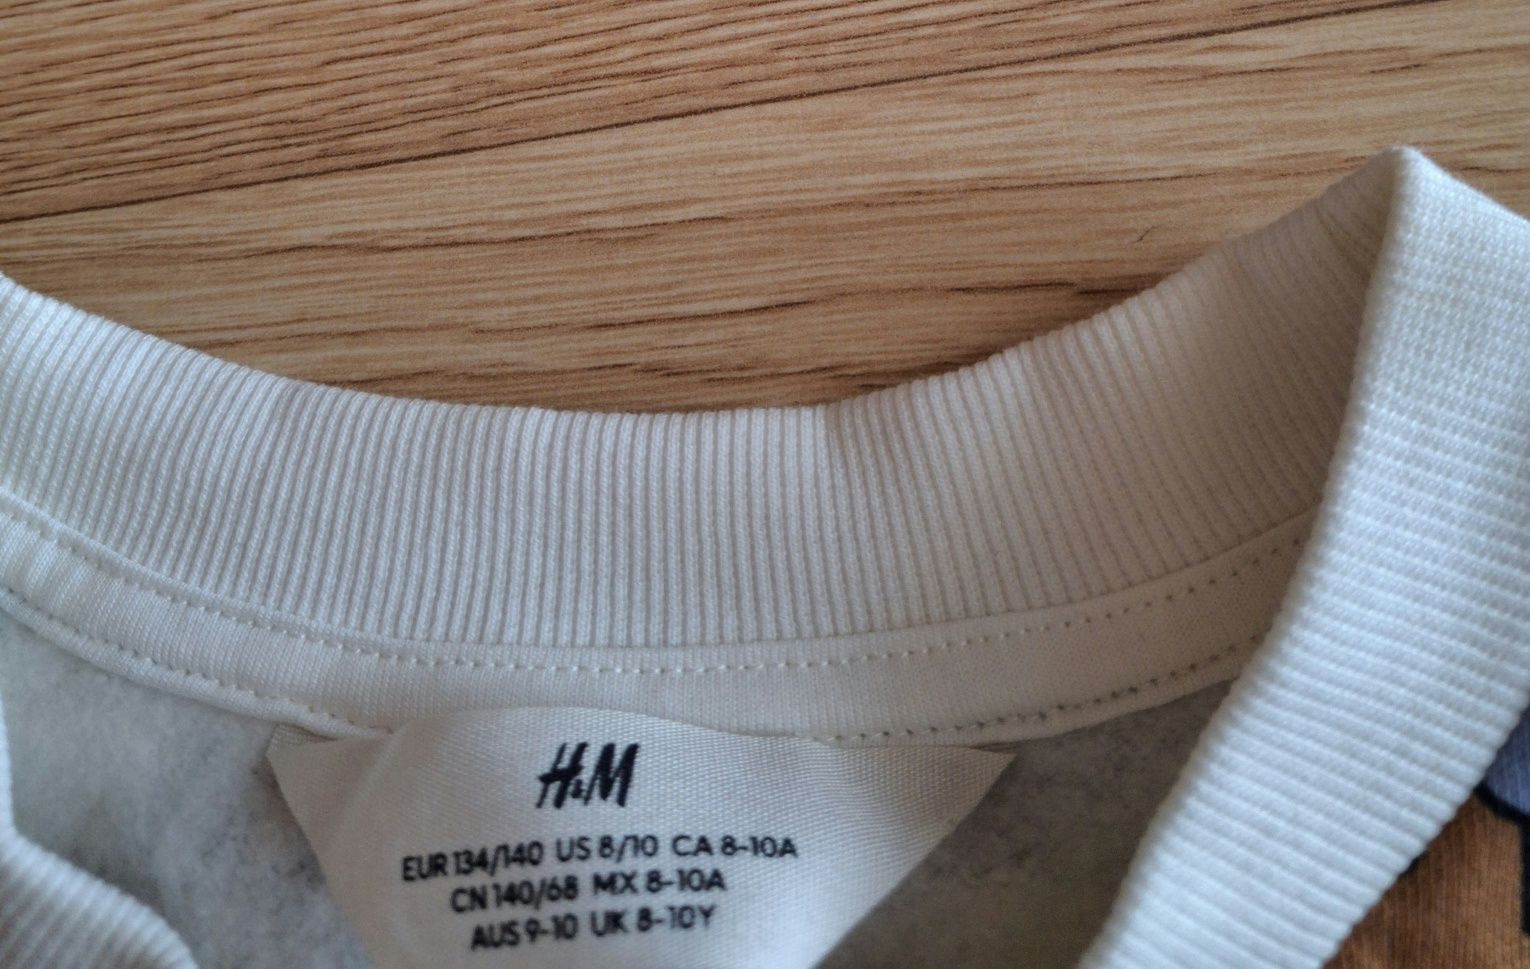 H&M
EUR 134/140 US 8/10 CA 8-10A
CN 140/68 MX 8-10A
AUS 9-10 UK 8-10Y